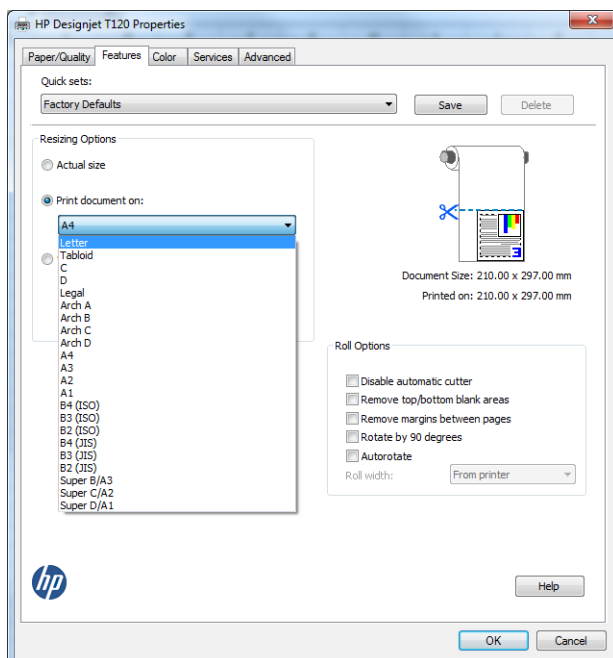 HP Designjet T120 Properties
Paper/Quality Features Color Services Advanced
Quick sets:
Factory Defaults
Save
Delete
Resizing Options
Actual size
Print document on:
A4
Letter
Tabloid
C
D
Legal
Arch A
Arch B
Arch C
Arch D
A4
A3
A2
A1
B4 (ISO)
B3 (ISO)
B2 (ISO)
B4 (JIS)
B3 (JIS)
B2 (JIS)
Super B/A3
Super C/A2
Super D/A1
3
Document Size: 210.00 x 297.00 mm
Printed on: 210.00 x 297.00 mm
Roll Options
Disable automatic cutter
Remove top/bottom blank areas
Remove margins between pages
Rotate by 90 degrees
Autorotate
Roll width: From printer
hp
Help
OK Cancel